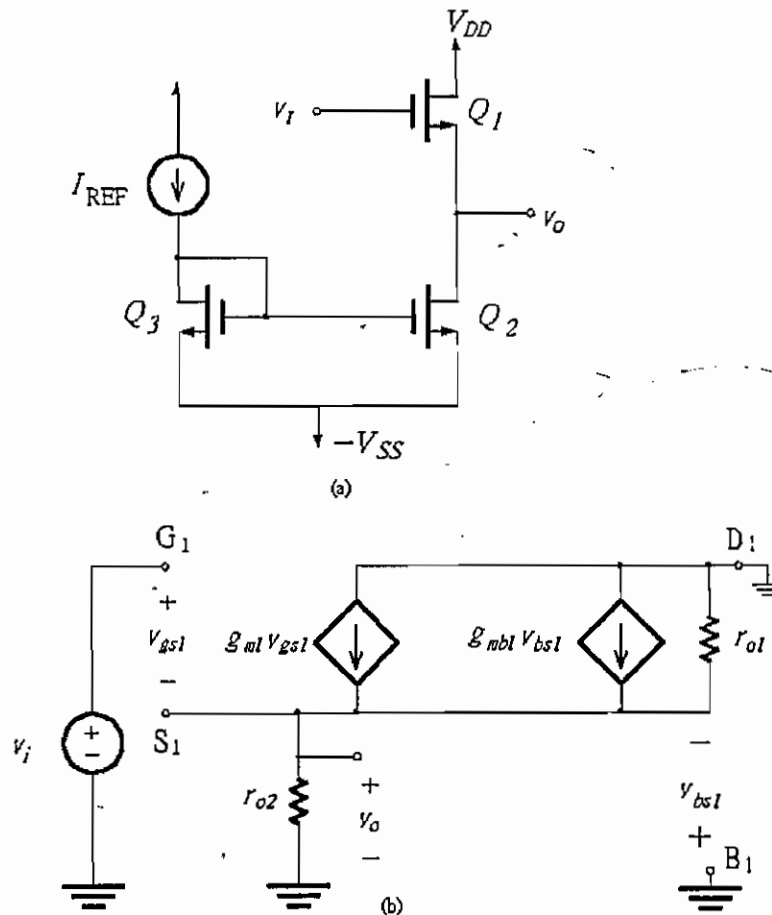 V_DD
v_I
Q_1
I_REF
v_o
Q_3
Q_2
−V_SS
(a)
G_1
D_1
+
v_gs1
−
g_m1 v_gs1
g_mb1 v_bs1
r_o1
S_1
−
v_i
+
−
r_o2
+
v_o
−
v_bs1
+
B_1
(b)